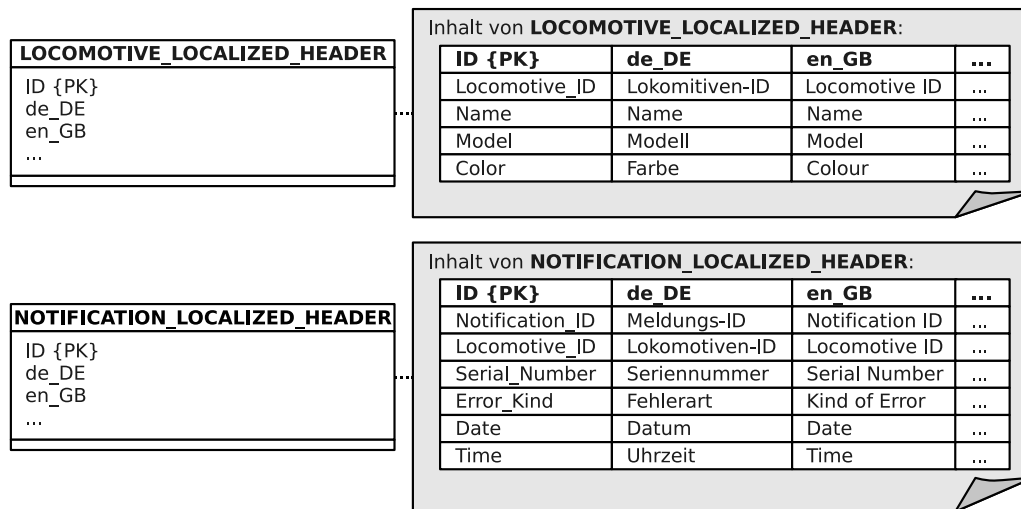 LOCOMOTIVE_LOCALIZED_HEADER
ID {PK}
de_DE
en_GB
...
Inhalt von LOCOMOTIVE_LOCALIZED_HEADER:
ID {PK} de_DE en_GB ...
Locomotive_ID Lokomitiven-ID Locomotive ID ...
Name Name Name ...
Model Modell Model ...
Color Farbe Colour ...
NOTIFICATION_LOCALIZED_HEADER
ID {PK}
de_DE
en_GB
...
Inhalt von NOTIFICATION_LOCALIZED_HEADER:
ID {PK} de_DE en_GB ...
Notification_ID Meldungs-ID Notification ID ...
Locomotive_ID Lokomotiven-ID Locomotive ID ...
Serial_Number Seriennummer Serial Number ...
Error_Kind Fehlerart Kind of Error ...
Date Datum Date ...
Time Uhrzeit Time ...